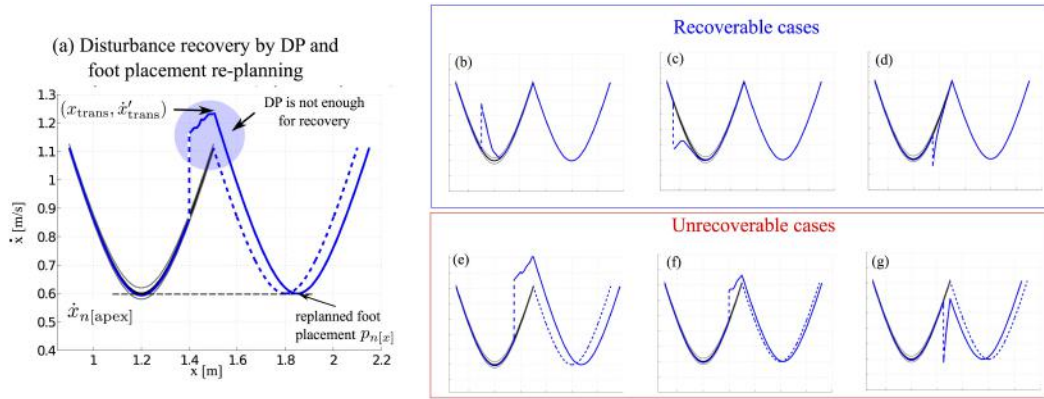 (a) Disturbance recovery by DP and
foot placement re-planning
1.3
1.2
1.1
1
0.9
0.8
0.7
0.6
0.5
0.4
ẋ [m/s]
(x_trans, ẋ′_trans)
DP is not enough
for recovery
ẋ_n[apex]
replanned foot
placement p_n[x]
1 1.2 1.4 1.6 1.8 2 2.2
x [m]
Recoverable cases
(b) (c) (d)
Unrecoverable cases
(e) (f) (g)